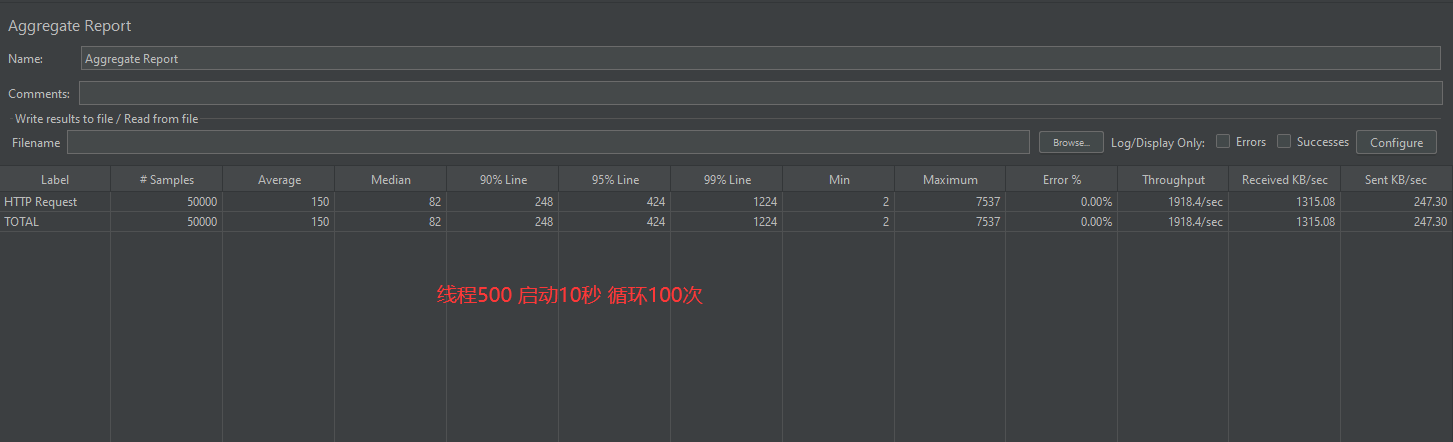 Aggregate Report
Name: Aggregate Report
Comments:
Write results to file / Read from file
Filename Browse... Log/Display Only: Errors Successes Configure
Label # Samples Average Median 90% Line 95% Line 99% Line Min Maximum Error % Throughput Received KB/sec Sent KB/sec
HTTP Request 50000 150 82 248 424 1224 2 7537 0.00% 1918.4/sec 1315.08 247.30
TOTAL 50000 150 82 248 424 1224 2 7537 0.00% 1918.4/sec 1315.08 247.30
线程500 启动10秒 循环100次